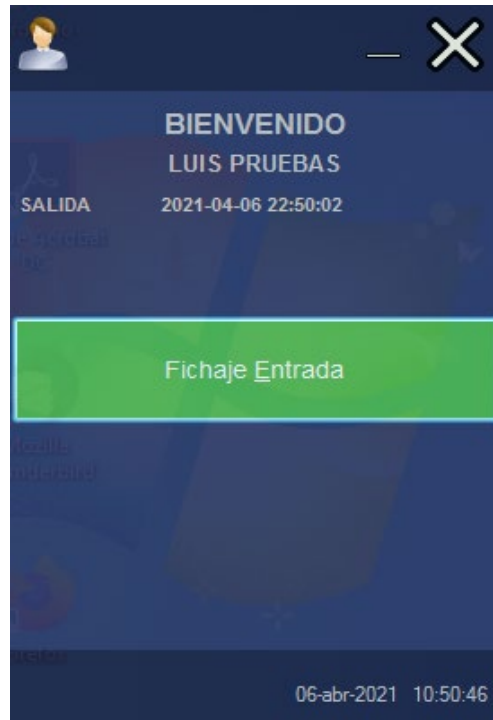 BIENVENIDO
LUIS PRUEBAS
SALIDA 2021-04-06 22:50:02
Fichaje Entrada
06-abr-2021 10:50:46